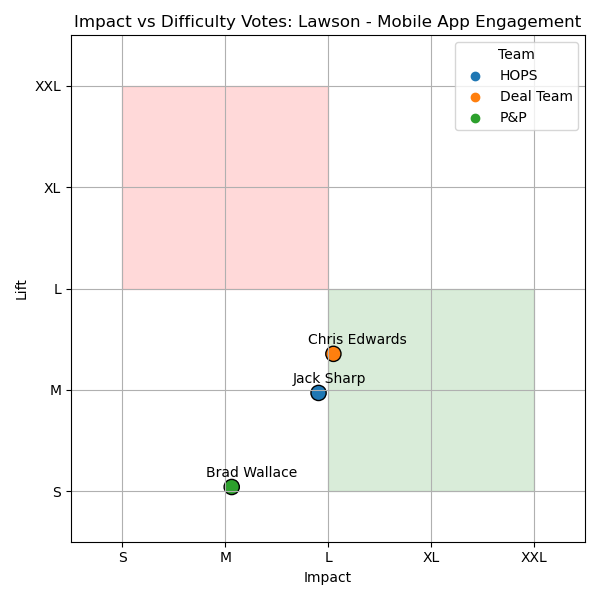 Impact vs Difficulty Votes: Lawson - Mobile App Engagement
Team
HOPS
Deal Team
P&P
XXL
XL
L
M
S
Lift
Chris Edwards
Jack Sharp
Brad Wallace
S
M
L
XL
XXL
Impact